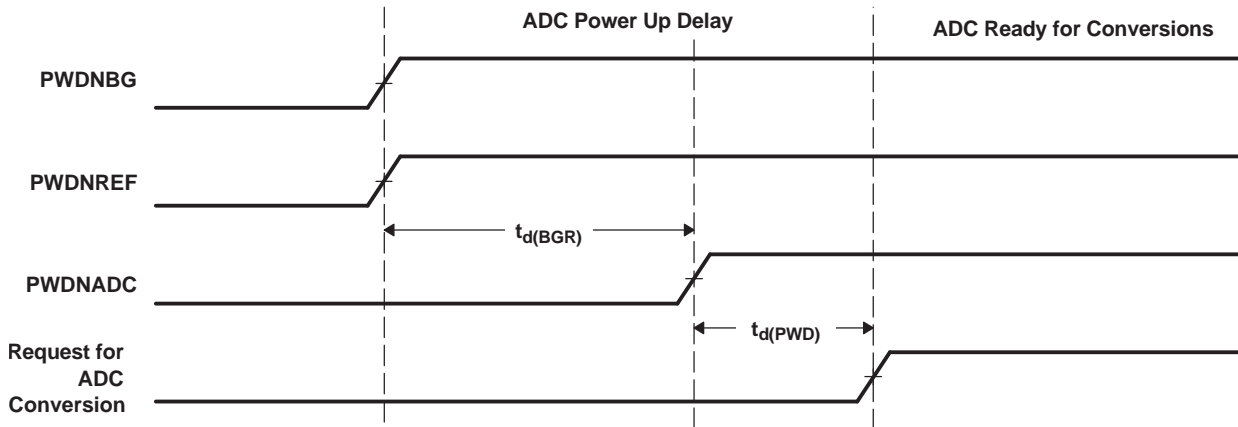 ADC Power Up Delay
ADC Ready for Conversions
PWDNBG
PWDNREF
td(BGR)
PWDNADC
td(PWD)
Request for
ADC
Conversion